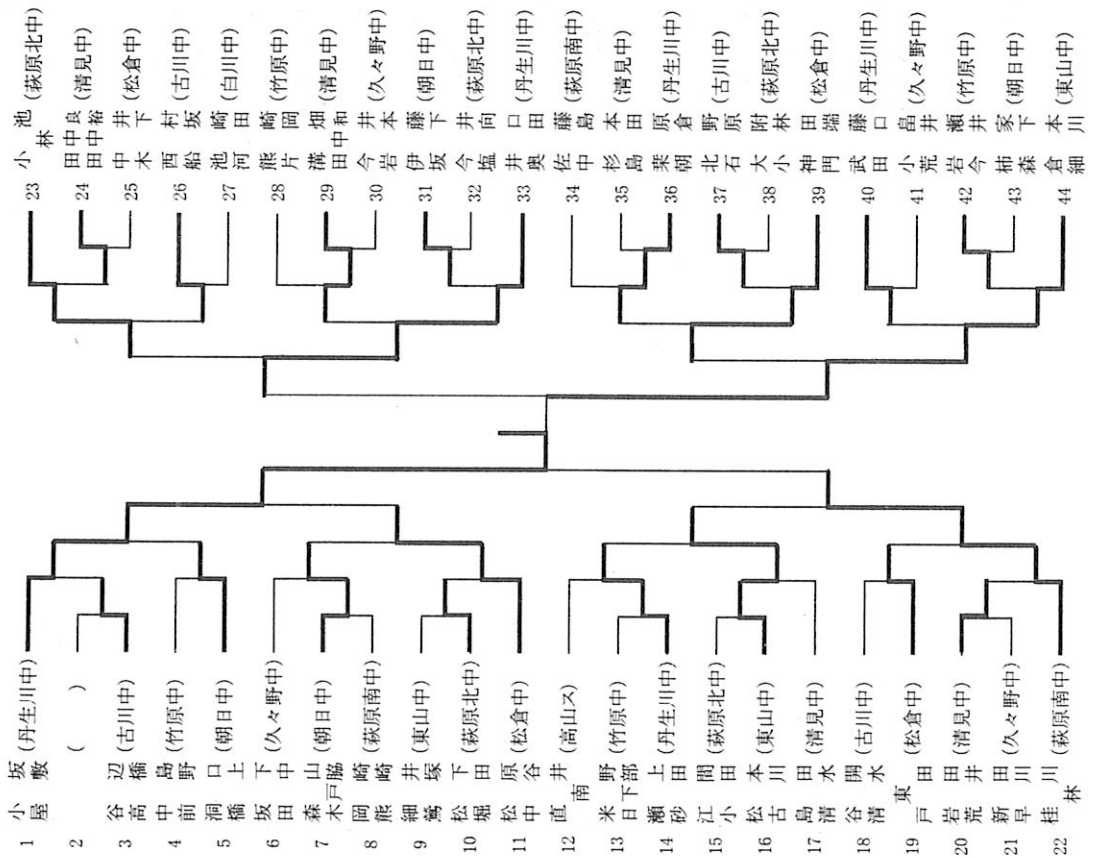 1 小坂 屋敷 (丹生川中)
2 ( )
3 谷辺 高橋 (古川中)
4 中島 前野 (竹原中)
5 洞口 橋上 (朝日中)
6 坂下 田中 (久々野中)
7 森山 木戸脇 (朝日中)
8 岡崎 熊崎 (萩原南中)
9 細井 鴬塚 (東山中)
10 松下 堀田 (萩原北中)
11 松原 中谷 (松倉中)
12 直井 南 (高山ス)
13 米野 日下部 (竹原中)
14 瀬上 砂田 (丹生川中)
15 江間 小田 (萩原北中)
16 松本 古川 (東山中)
17 島田 清水 (清見中)
18 谷開 清水 (古川中)
19 東 戸田 (松倉中)
20 岩田 荒井 (清見中)
21 新田 早川 (久々野中)
22 桂川 林 (萩原南中)
23 小池 林 (萩原北中)
24 田中良 田中裕 (清見中)
25 中井 木下 (松倉中)
26 西村 船坂 (古川中)
27 池崎 河田 (白川中)
28 熊崎 片岡 (竹原中)
29 溝畑 田中和 (清見中)
30 今井 岩本 (久々野中)
31 伊藤 坂下 (朝日中)
32 今井 塩向 (萩原北中)
33 井口 奥田 (丹生川中)
34 佐藤 中島 (萩原南中)
35 杉本 島田 (清見中)
36 栞原 朝倉 (丹生川中)
37 北野 石原 (古川中)
38 大附 小林 (萩原北中)
39 神田 門端 (松倉中)
40 武藤 田口 (丹生川中)
41 小畠 荒井 (久々野中)
42 岩瀬 今井 (竹原中)
43 柿家 森下 (朝日中)
44 倉本 細川 (東山中)